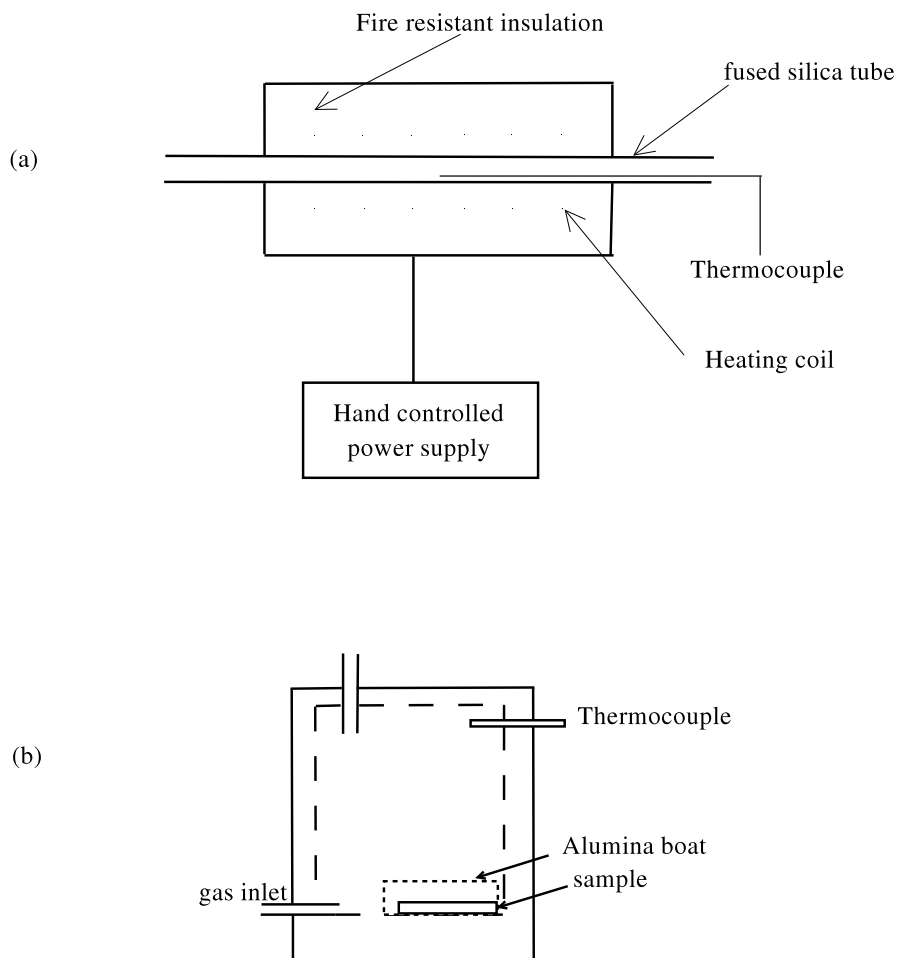 Fire resistant insulation
fused silica tube
(a)
Thermocouple
Heating coil
Hand controlled
power supply
Thermocouple
(b)
Alumina boat
sample
gas inlet